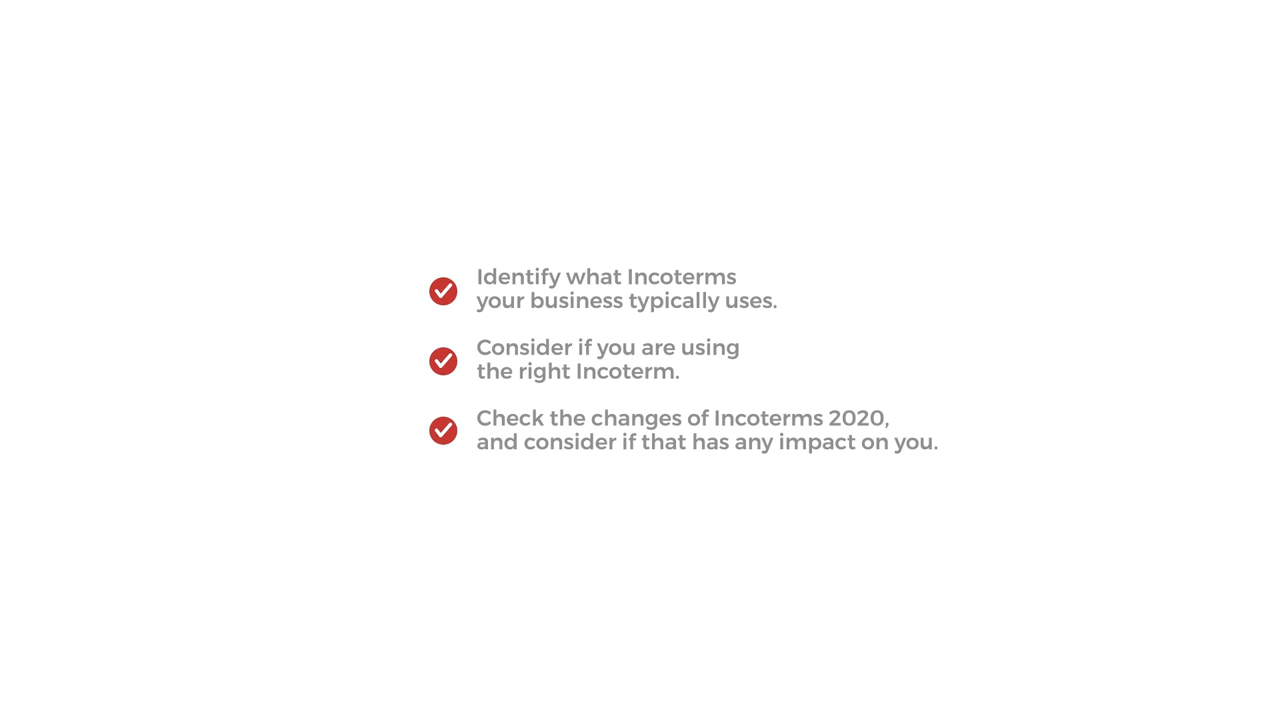 Identify what Incoterms
your business typically uses.
Consider if you are using
the right Incoterm.
Check the changes of Incoterms 2020,
and consider if that has any impact on you.